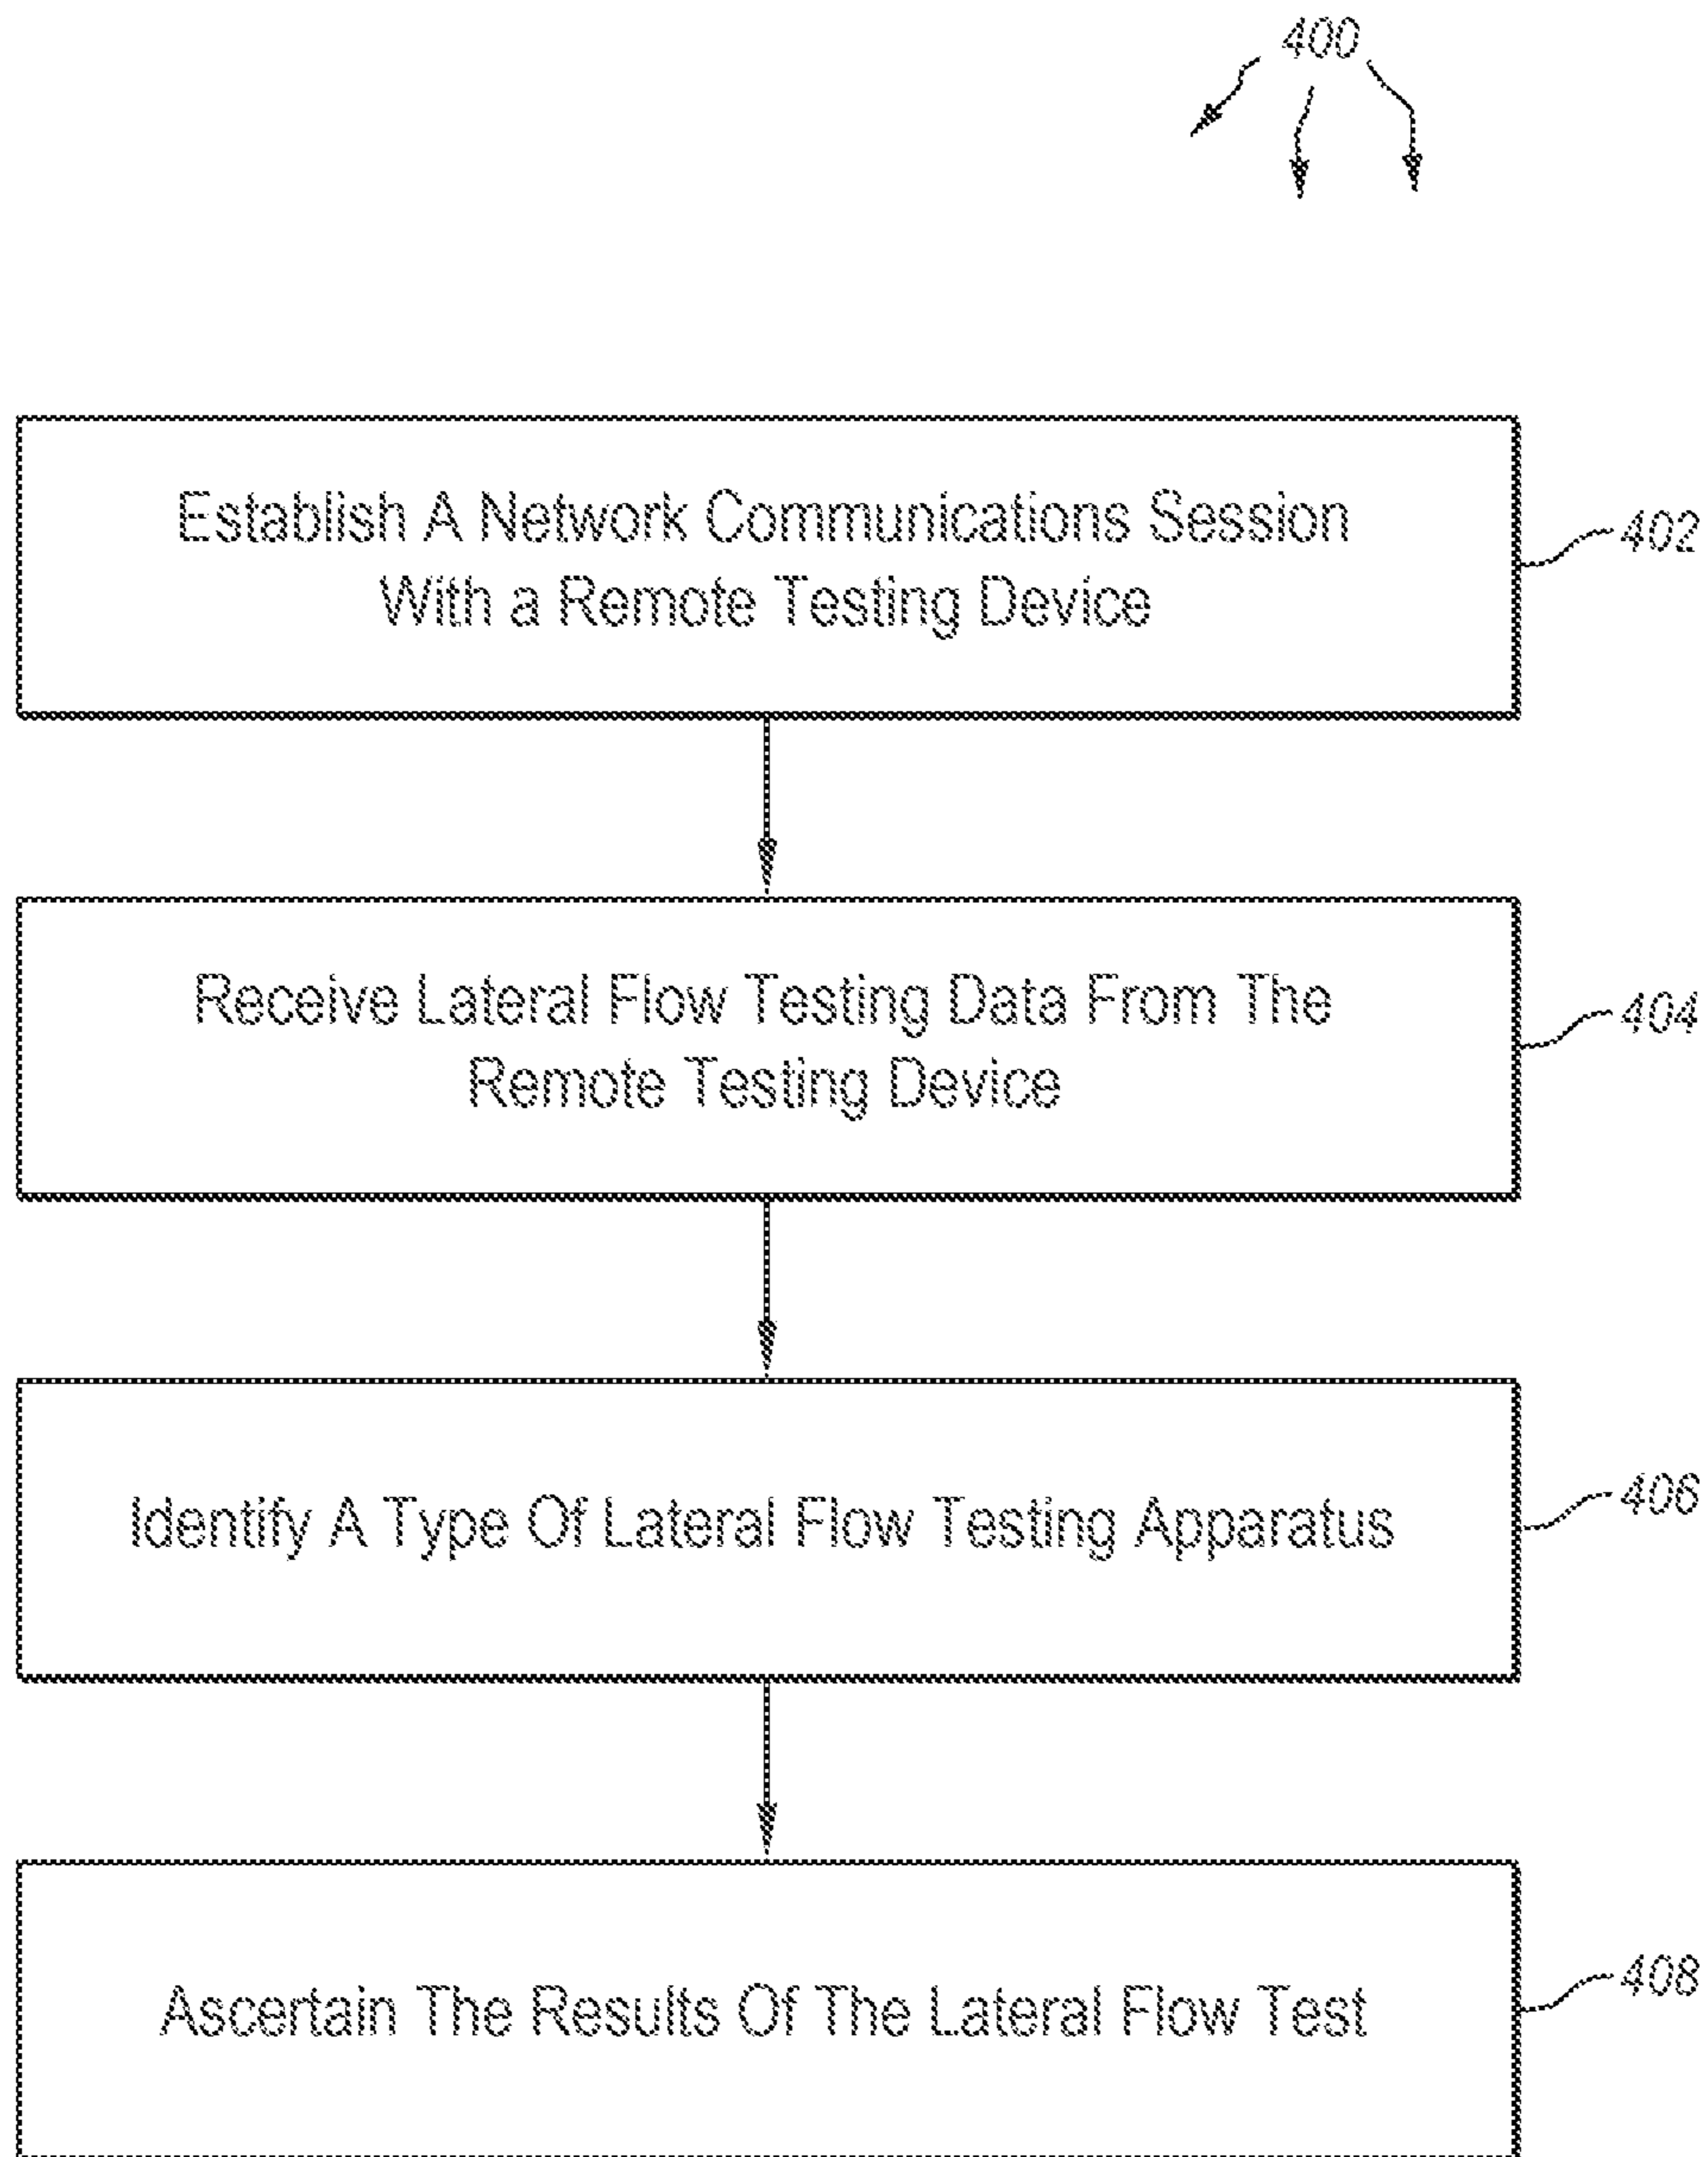 400
Establish A Network Communications Session
With a Remote Testing Device
402
Receive Lateral Flow Testing Data From The
Remote Testing Device
404
Identify A Type Of Lateral Flow Testing Apparatus
406
Ascertain The Results Of The Lateral Flow Test
408